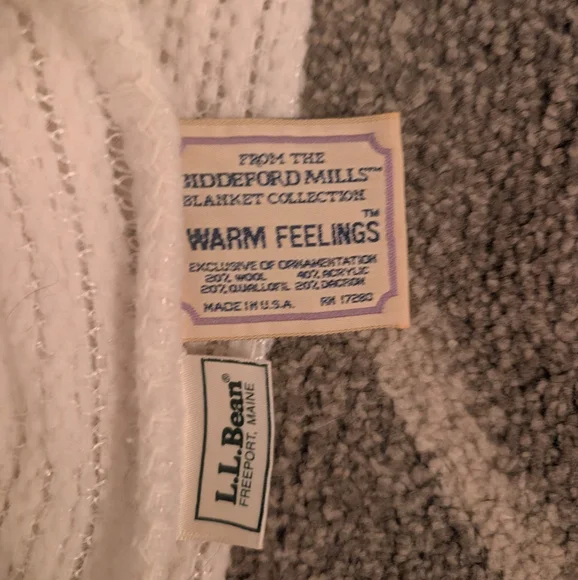 FROM THE
BIDDEFORD MILLS™
BLANKET COLLECTION
WARM FEELINGS™
EXCLUSIVE OF ORNAMENTATION
20% WOOL 40% ACRYLIC
20% QUALLOFIL 20% DACRON
MADE IN U.S.A. RN 17280
L.L.Bean®
FREEPORT, MAINE